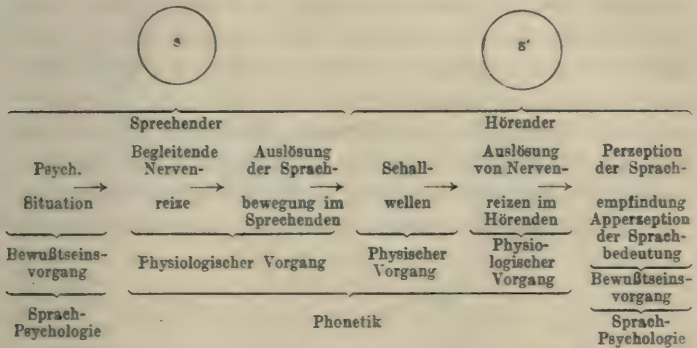 S S'
Sprechender Hörender
Begleitende Auslösung Auslösung Perzeption
Psych. Nerven- der Sprach- Schall- von Nerven- der Sprach-
Situation reize bewegung im wellen reizen im empfindung
Sprechenden Hörenden Apperzeption
der Sprach-
bedeutung
Bewußtseins- Physiologischer Vorgang Physischer Physio-
vorgang Vorgang logischer
Vorgang
Bewußtseins-
vorgang
Sprach- Phonetik Sprach-
Psychologie Psychologie